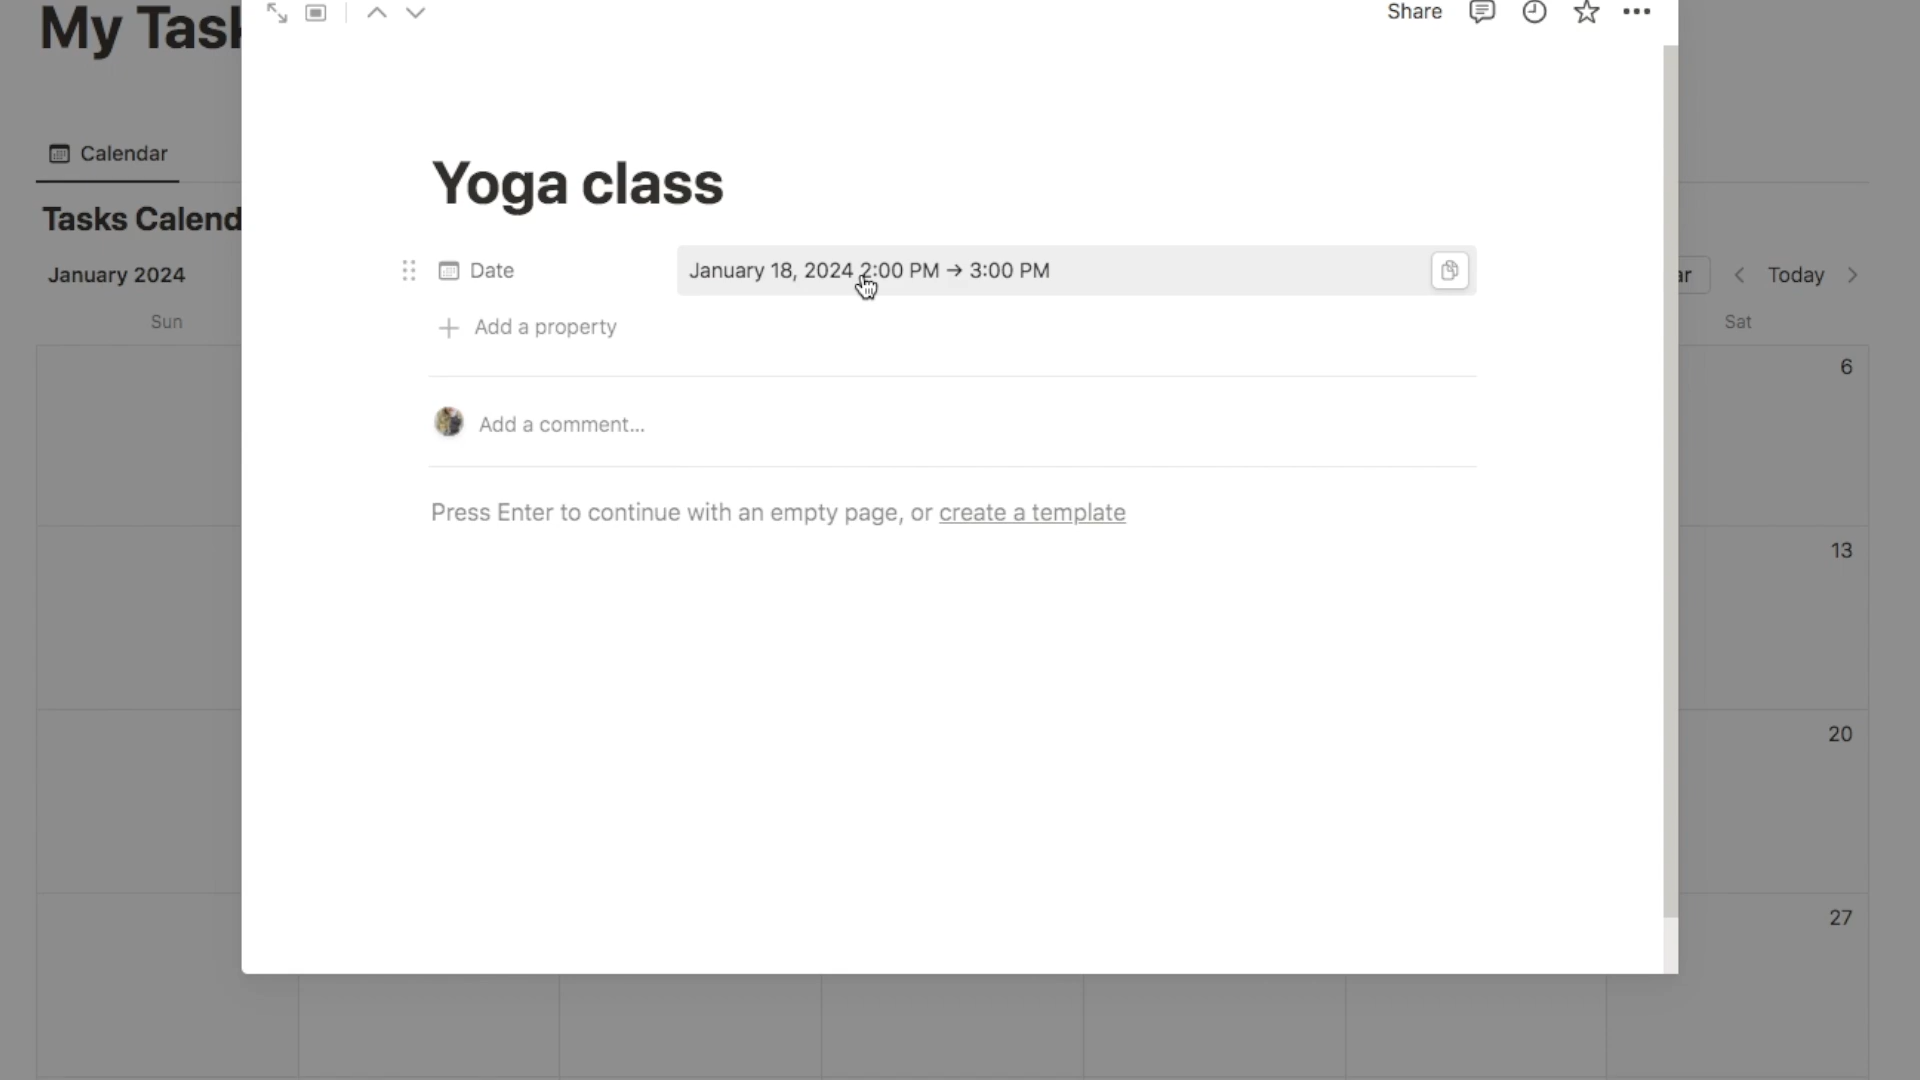 My Task
Share
Calendar
Yoga class
Tasks Calend
Date
January 18, 2024 2:00 PM → 3:00 PM
January 2024
ar
Today
Add a property
Sun
Sat
6
Add a comment...
Press Enter to continue with an empty page, or create a template
13
20
27